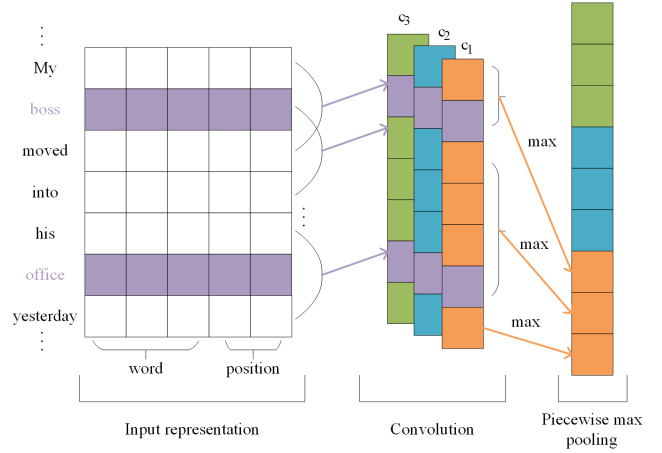 ⋮
My
boss
moved
into
his
office
yesterday
⋮
word
position
Input representation
⋮
c3
c2
c1
Convolution
max
max
max
Piecewise max
pooling